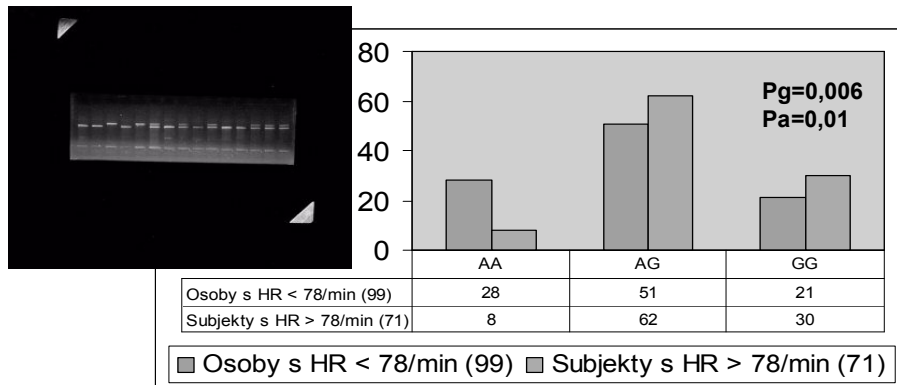 80
60
40
20
0
Pg=0,006
Pa=0,01
AA AG GG
Osoby s HR < 78/min (99) 28 51 21
Subjekty s HR > 78/min (71) 8 62 30
Osoby s HR < 78/min (99) Subjekty s HR > 78/min (71)